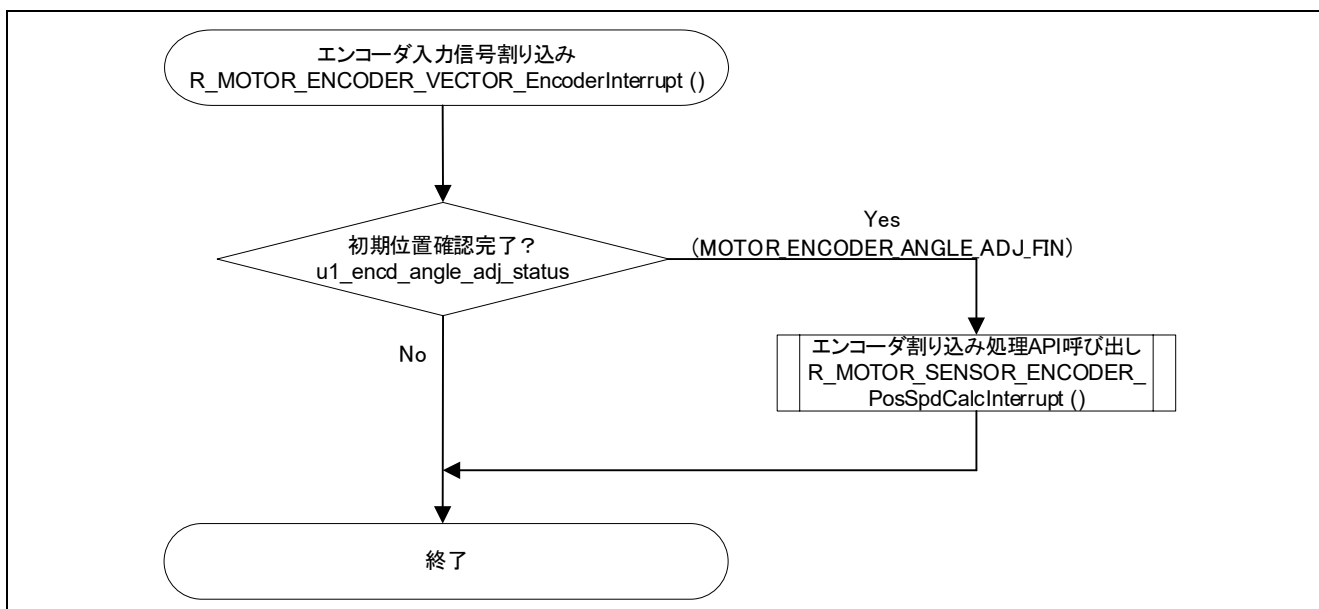 エンコーダ入力信号割り込み
R_MOTOR_ENCODER_VECTOR_EncoderInterrupt ()
初期位置確認完了？
u1_encd_angle_adj_status
Yes
（MOTOR_ENCODER_ANGLE_ADJ_FIN）
No
エンコーダ割り込み処理API呼び出し
R_MOTOR_SENSOR_ENCODER_
PosSpdCalcInterrupt ()
終了